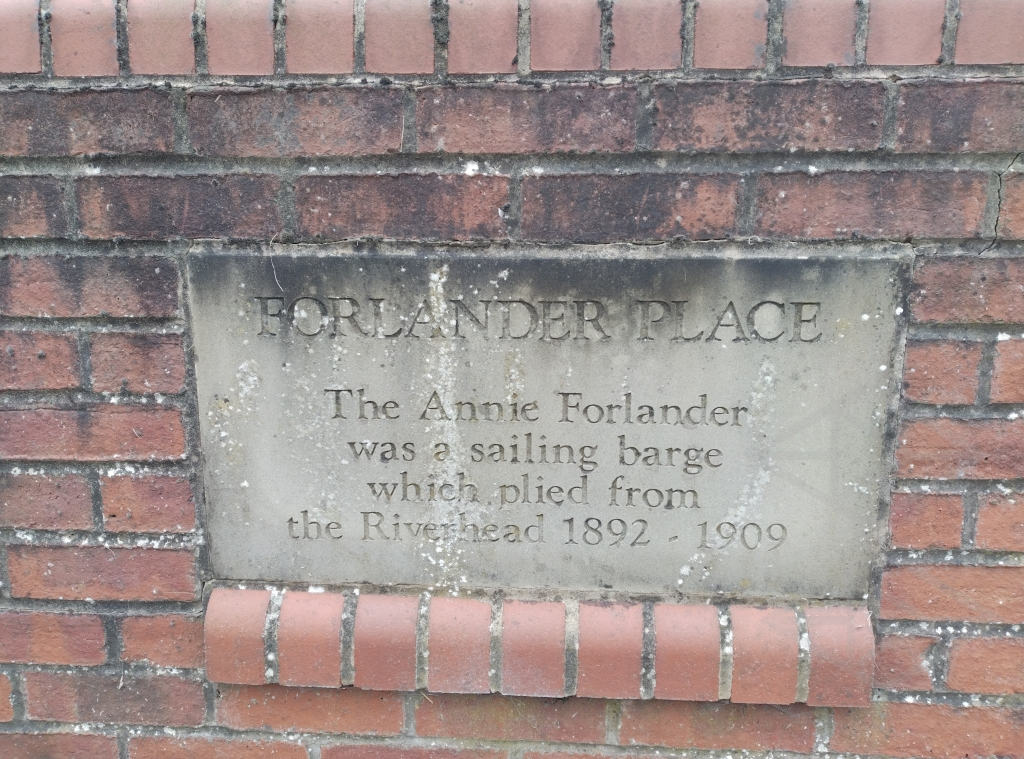 FORLANDER PLACE
The Annie Forlander
was a sailing barge
which plied from
the Riverhead 1892 - 1909